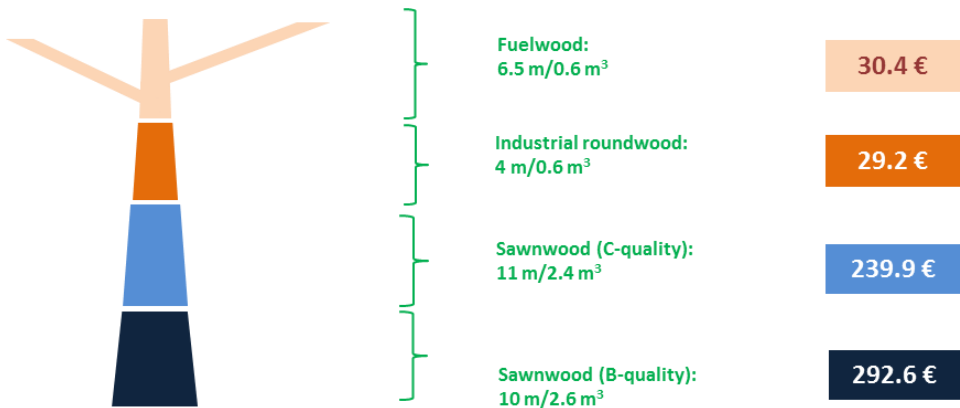 Fuelwood:
6.5 m/0.6 m³
30.4 €
Industrial roundwood:
4 m/0.6 m³
29.2 €
Sawnwood (C-quality):
11 m/2.4 m³
239.9 €
Sawnwood (B-quality):
10 m/2.6 m³
292.6 €